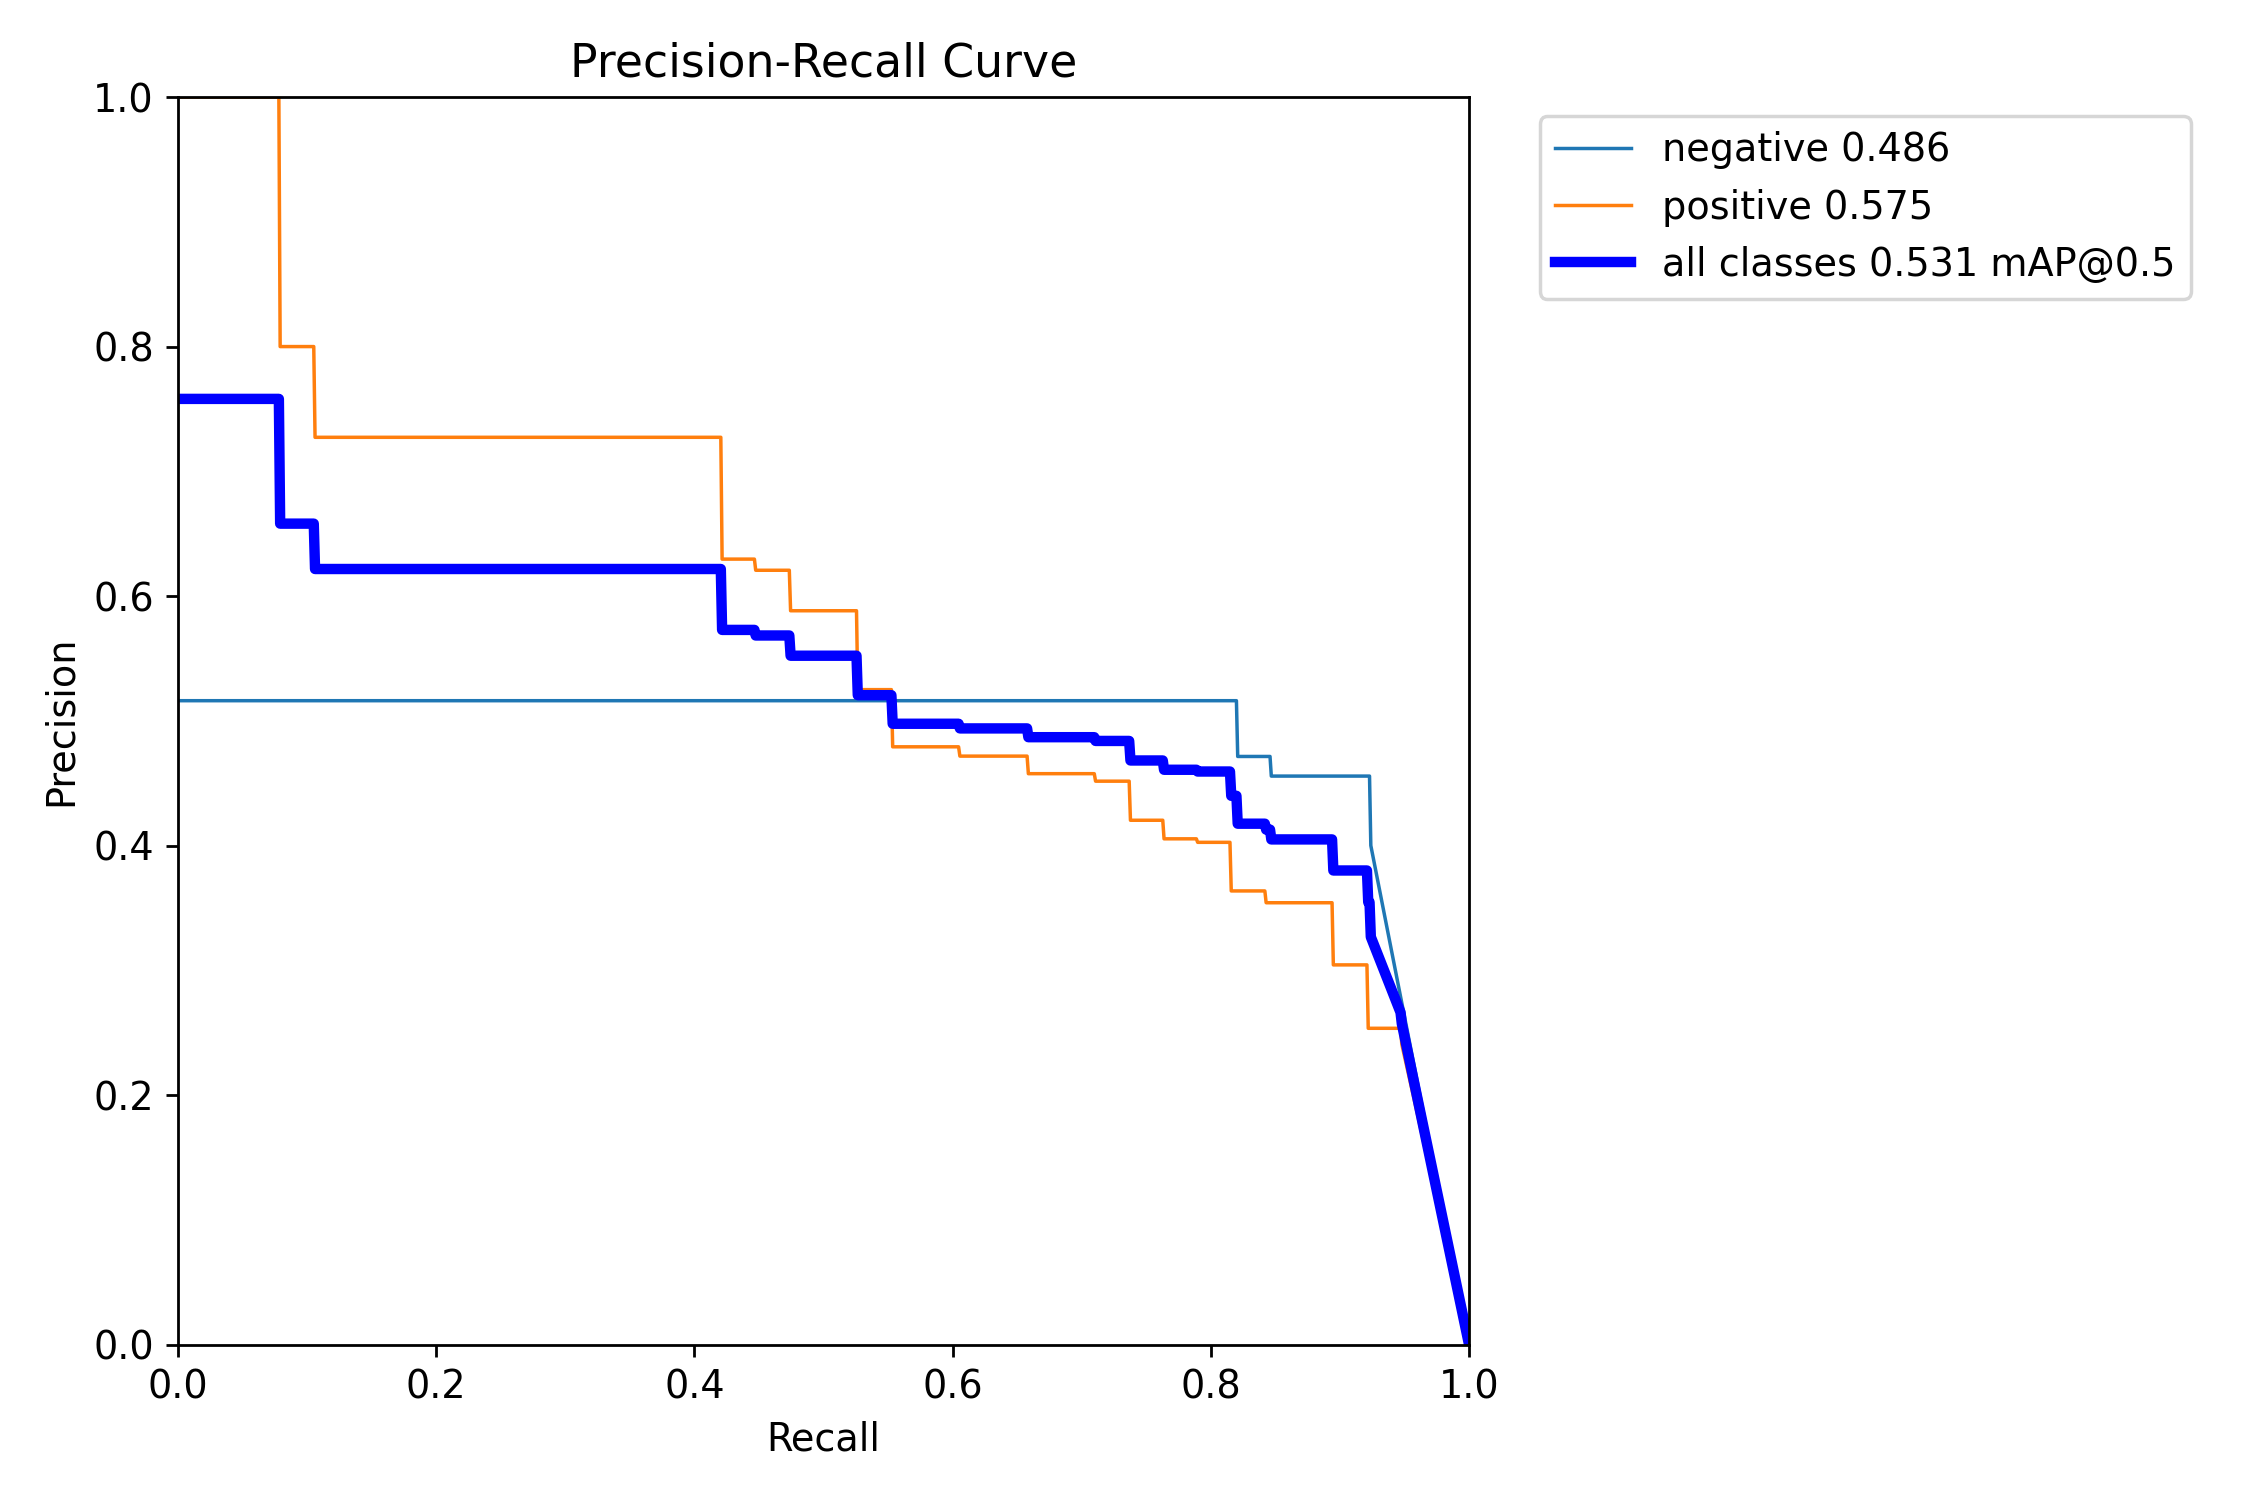 Precision-Recall Curve
1.0
0.8
0.6
0.4
0.2
0.0
Precision
0.0 0.2 0.4 0.6 0.8 1.0
Recall
negative 0.486
positive 0.575
all classes 0.531 mAP@0.5